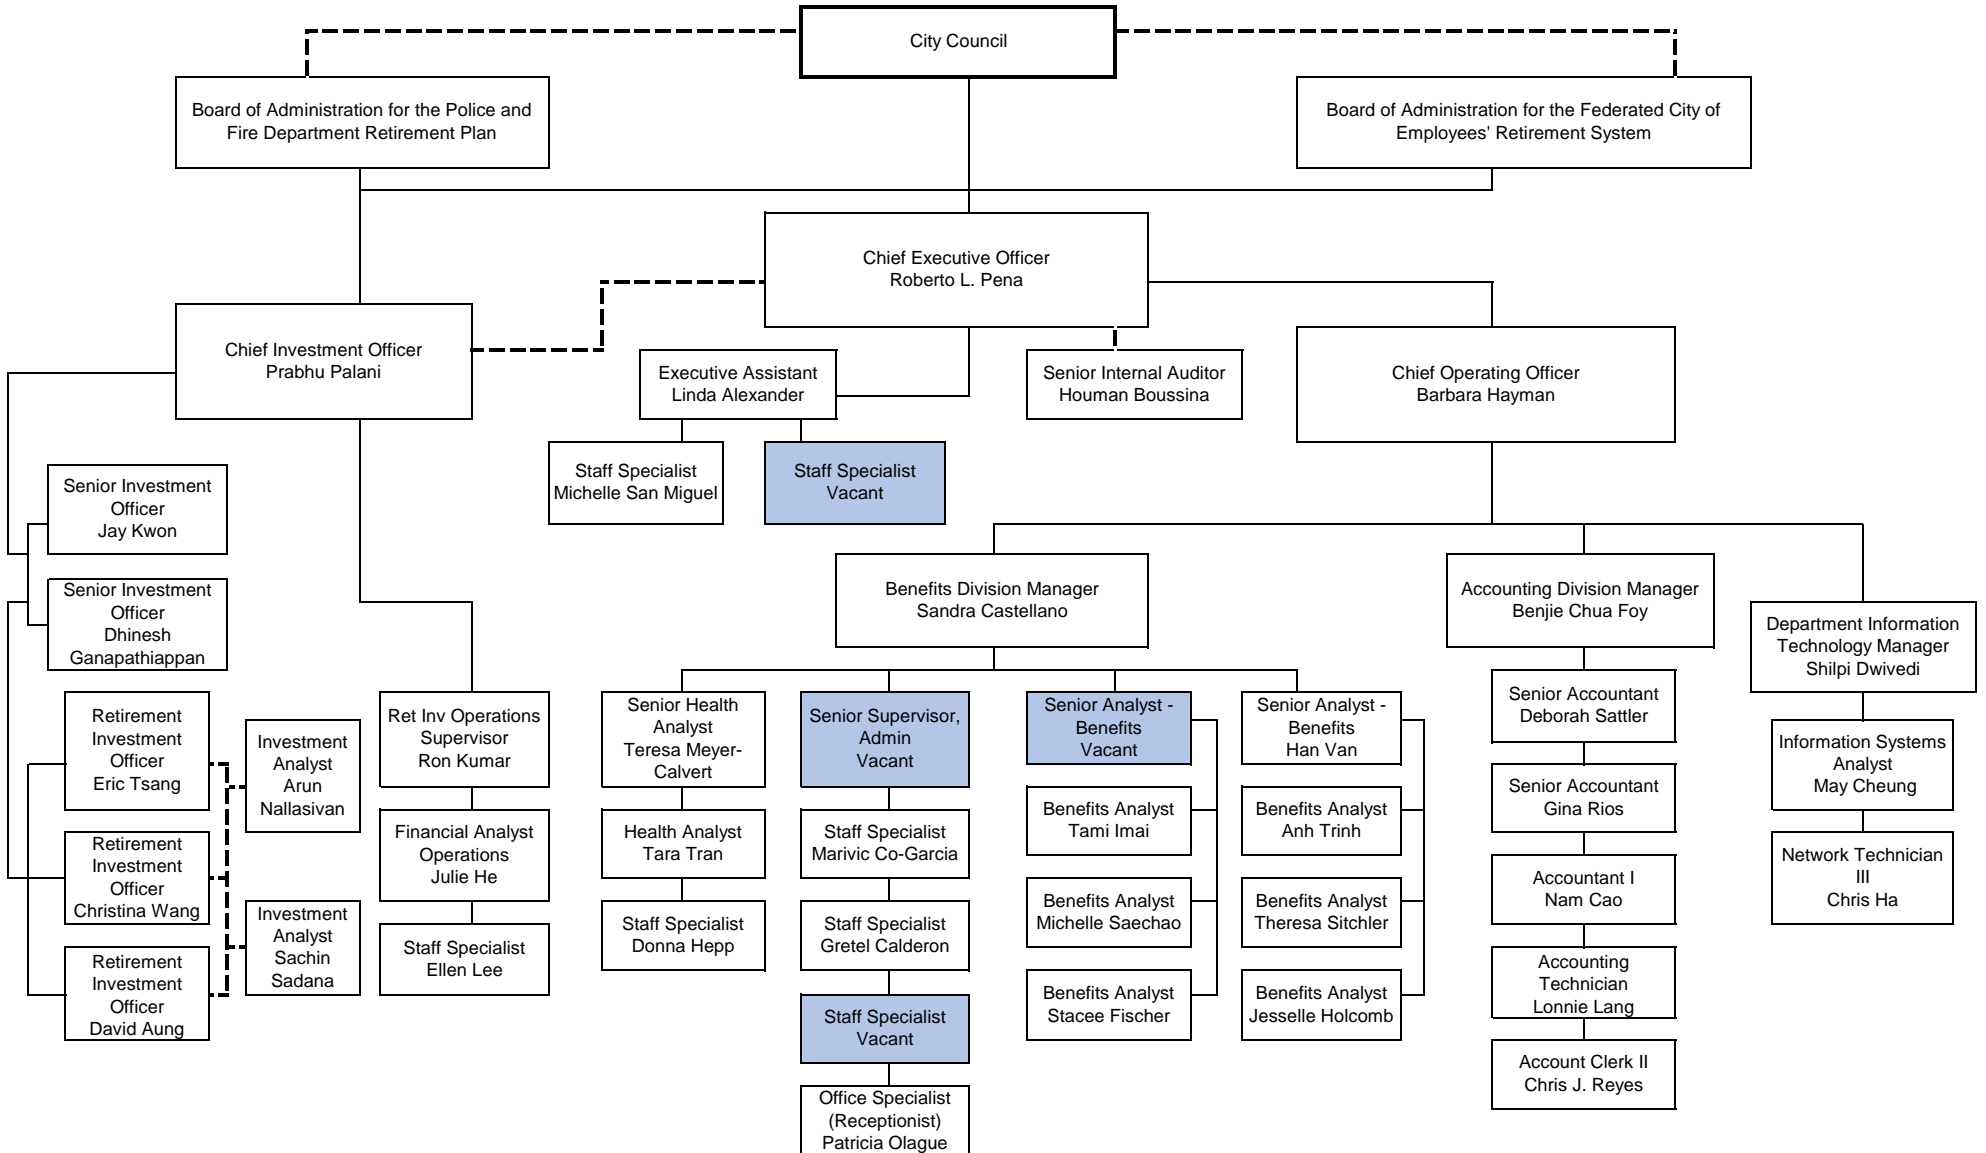 City Council
Board of Administration for the Police and
Fire Department Retirement Plan
Board of Administration for the Federated City of
Employees' Retirement System
Chief Executive Officer
Roberto L. Pena
Chief Investment Officer
Prabhu Palani
Executive Assistant
Linda Alexander
Senior Internal Auditor
Houman Boussina
Chief Operating Officer
Barbara Hayman
Staff Specialist
Michelle San Miguel
Staff Specialist
Vacant
Senior Investment
Officer
Jay Kwon
Senior Investment
Officer
Dhinesh
Ganapathiappan
Benefits Division Manager
Sandra Castellano
Accounting Division Manager
Benjie Chua Foy
Department Information
Technology Manager
Shilpi Dwivedi
Retirement
Investment
Officer
Eric Tsang
Retirement
Investment
Officer
Christina Wang
Retirement
Investment
Officer
David Aung
Investment
Analyst
Arun
Nallasivan
Investment
Analyst
Sachin
Sadana
Ret Inv Operations
Supervisor
Ron Kumar
Financial Analyst
Operations
Julie He
Staff Specialist
Ellen Lee
Senior Health
Analyst
Teresa Meyer-
Calvert
Health Analyst
Tara Tran
Staff Specialist
Donna Hepp
Senior Supervisor,
Admin
Vacant
Staff Specialist
Marivic Co-Garcia
Staff Specialist
Gretel Calderon
Staff Specialist
Vacant
Office Specialist
(Receptionist)
Patricia Olague
Senior Analyst -
Benefits
Vacant
Benefits Analyst
Tami Imai
Benefits Analyst
Michelle Saechao
Benefits Analyst
Stacee Fischer
Senior Analyst -
Benefits
Han Van
Benefits Analyst
Anh Trinh
Benefits Analyst
Theresa Sitchler
Benefits Analyst
Jesselle Holcomb
Senior Accountant
Deborah Sattler
Senior Accountant
Gina Rios
Accountant I
Nam Cao
Accounting
Technician
Lonnie Lang
Account Clerk II
Chris J. Reyes
Information Systems
Analyst
May Cheung
Network Technician
III
Chris Ha